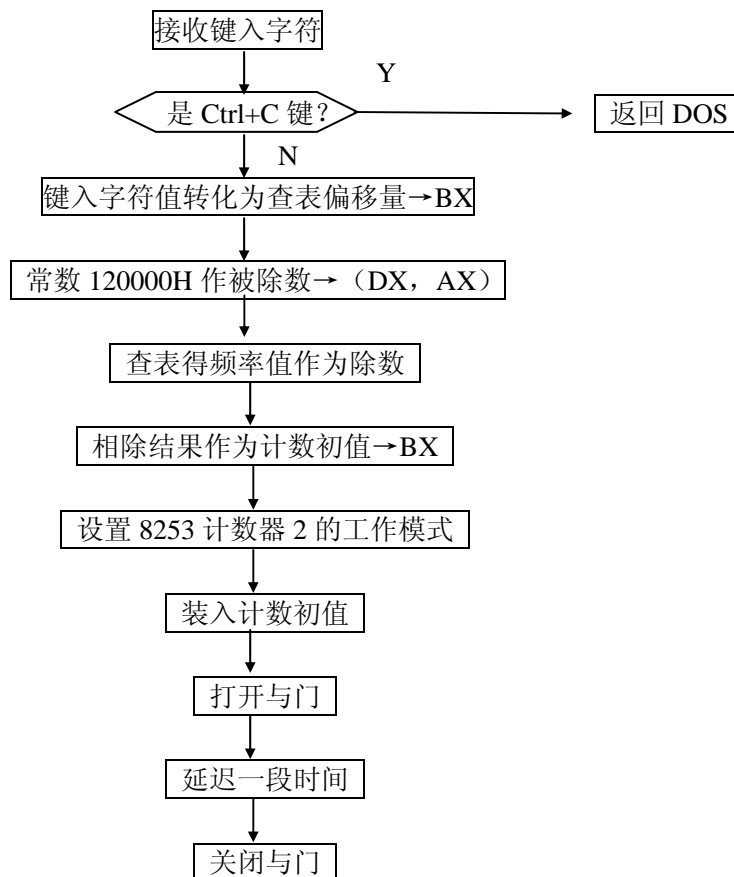 接收键入字符
Y
是 Ctrl+C 键?
返回 DOS
N
键入字符值转化为查表偏移量→BX
常数 120000H 作被除数→（DX，AX）
查表得频率值作为除数
相除结果作为计数初值→BX
设置 8253 计数器 2 的工作模式
装入计数初值
打开与门
延迟一段时间
关闭与门